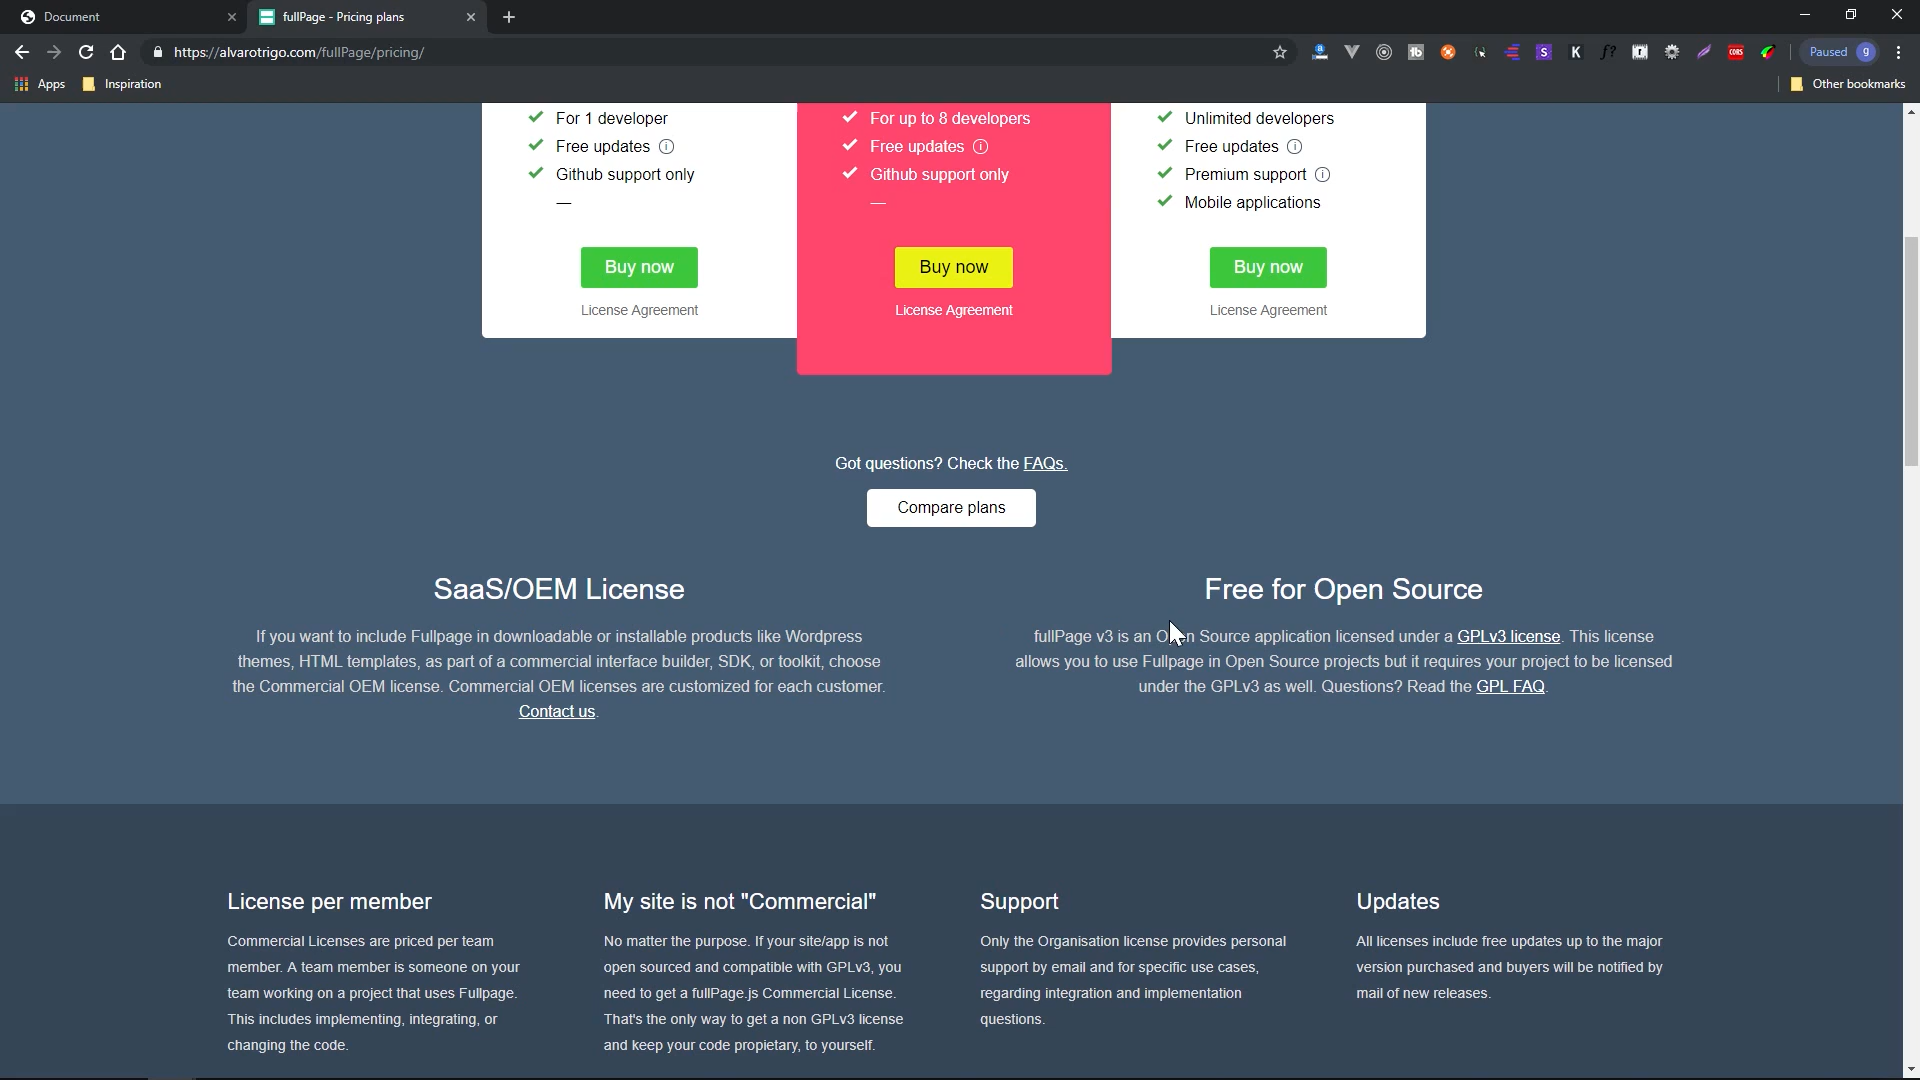 Document
fullPage - Pricing plans
https://alvarotrigo.com/fullPage/pricing/
Paused g
Apps
Inspiration
Other bookmarks
For 1 developer
Free updates
Github support only
—
Buy now
License Agreement
For up to 8 developers
Free updates
Github support only
—
Buy now
License Agreement
Unlimited developers
Free updates
Premium support
Mobile applications
Buy now
License Agreement
Got questions? Check the FAQs.
Compare plans
SaaS/OEM License
If you want to include Fullpage in downloadable or installable products like Wordpress
themes, HTML templates, as part of a commercial interface builder, SDK, or toolkit, choose
the Commercial OEM license. Commercial OEM licenses are customized for each customer.
Contact us.
Free for Open Source
fullPage v3 is an Open Source application licensed under a GPLv3 license. This license
allows you to use Fullpage in Open Source projects but it requires your project to be licensed
under the GPLv3 as well. Questions? Read the GPL FAQ.
License per member
Commercial Licenses are priced per team
member. A team member is someone on your
team working on a project that uses Fullpage.
This includes implementing, integrating, or
changing the code.
My site is not "Commercial"
No matter the purpose. If your site/app is not
open sourced and compatible with GPLv3, you
need to get a fullPage.js Commercial License.
That's the only way to get a non GPLv3 license
and keep your code propietary, to yourself.
Support
Only the Organisation license provides personal
support by email and for specific use cases,
regarding integration and implementation
questions.
Updates
All licenses include free updates up to the major
version purchased and buyers will be notified by
mail of new releases.